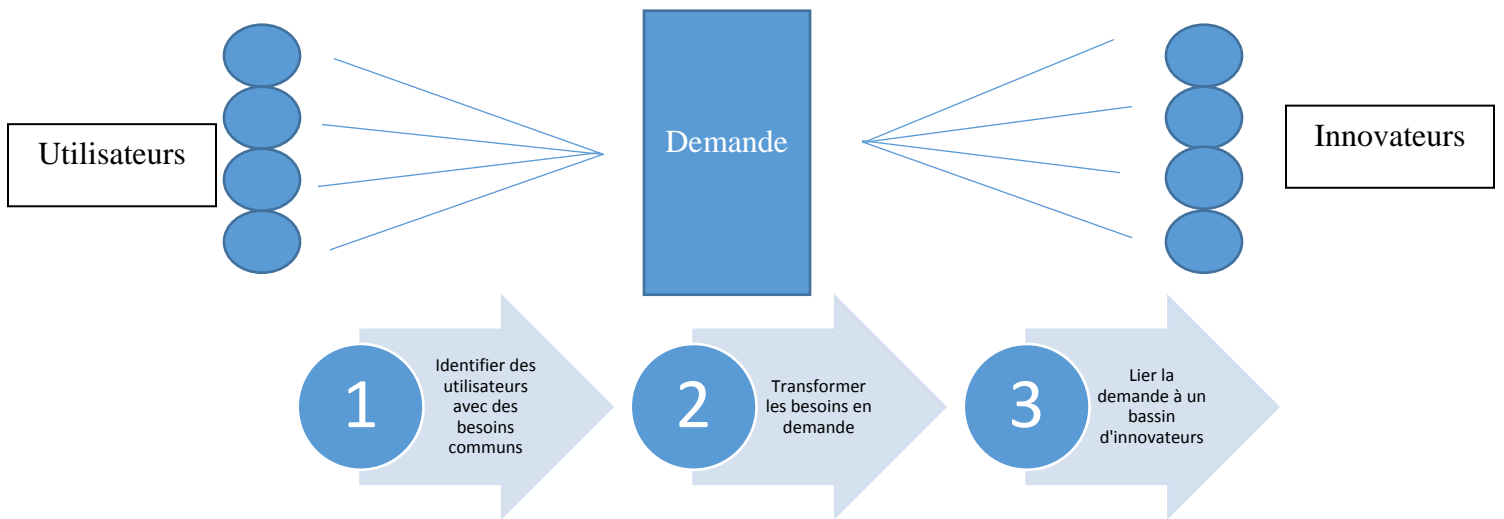 Utilisateurs
Demande
Innovateurs
1
Identifier des
utilisateurs
avec des
besoins
communs
2
Transformer
les besoins en
demande
3
Lier la
demande à un
bassin
d'innovateurs